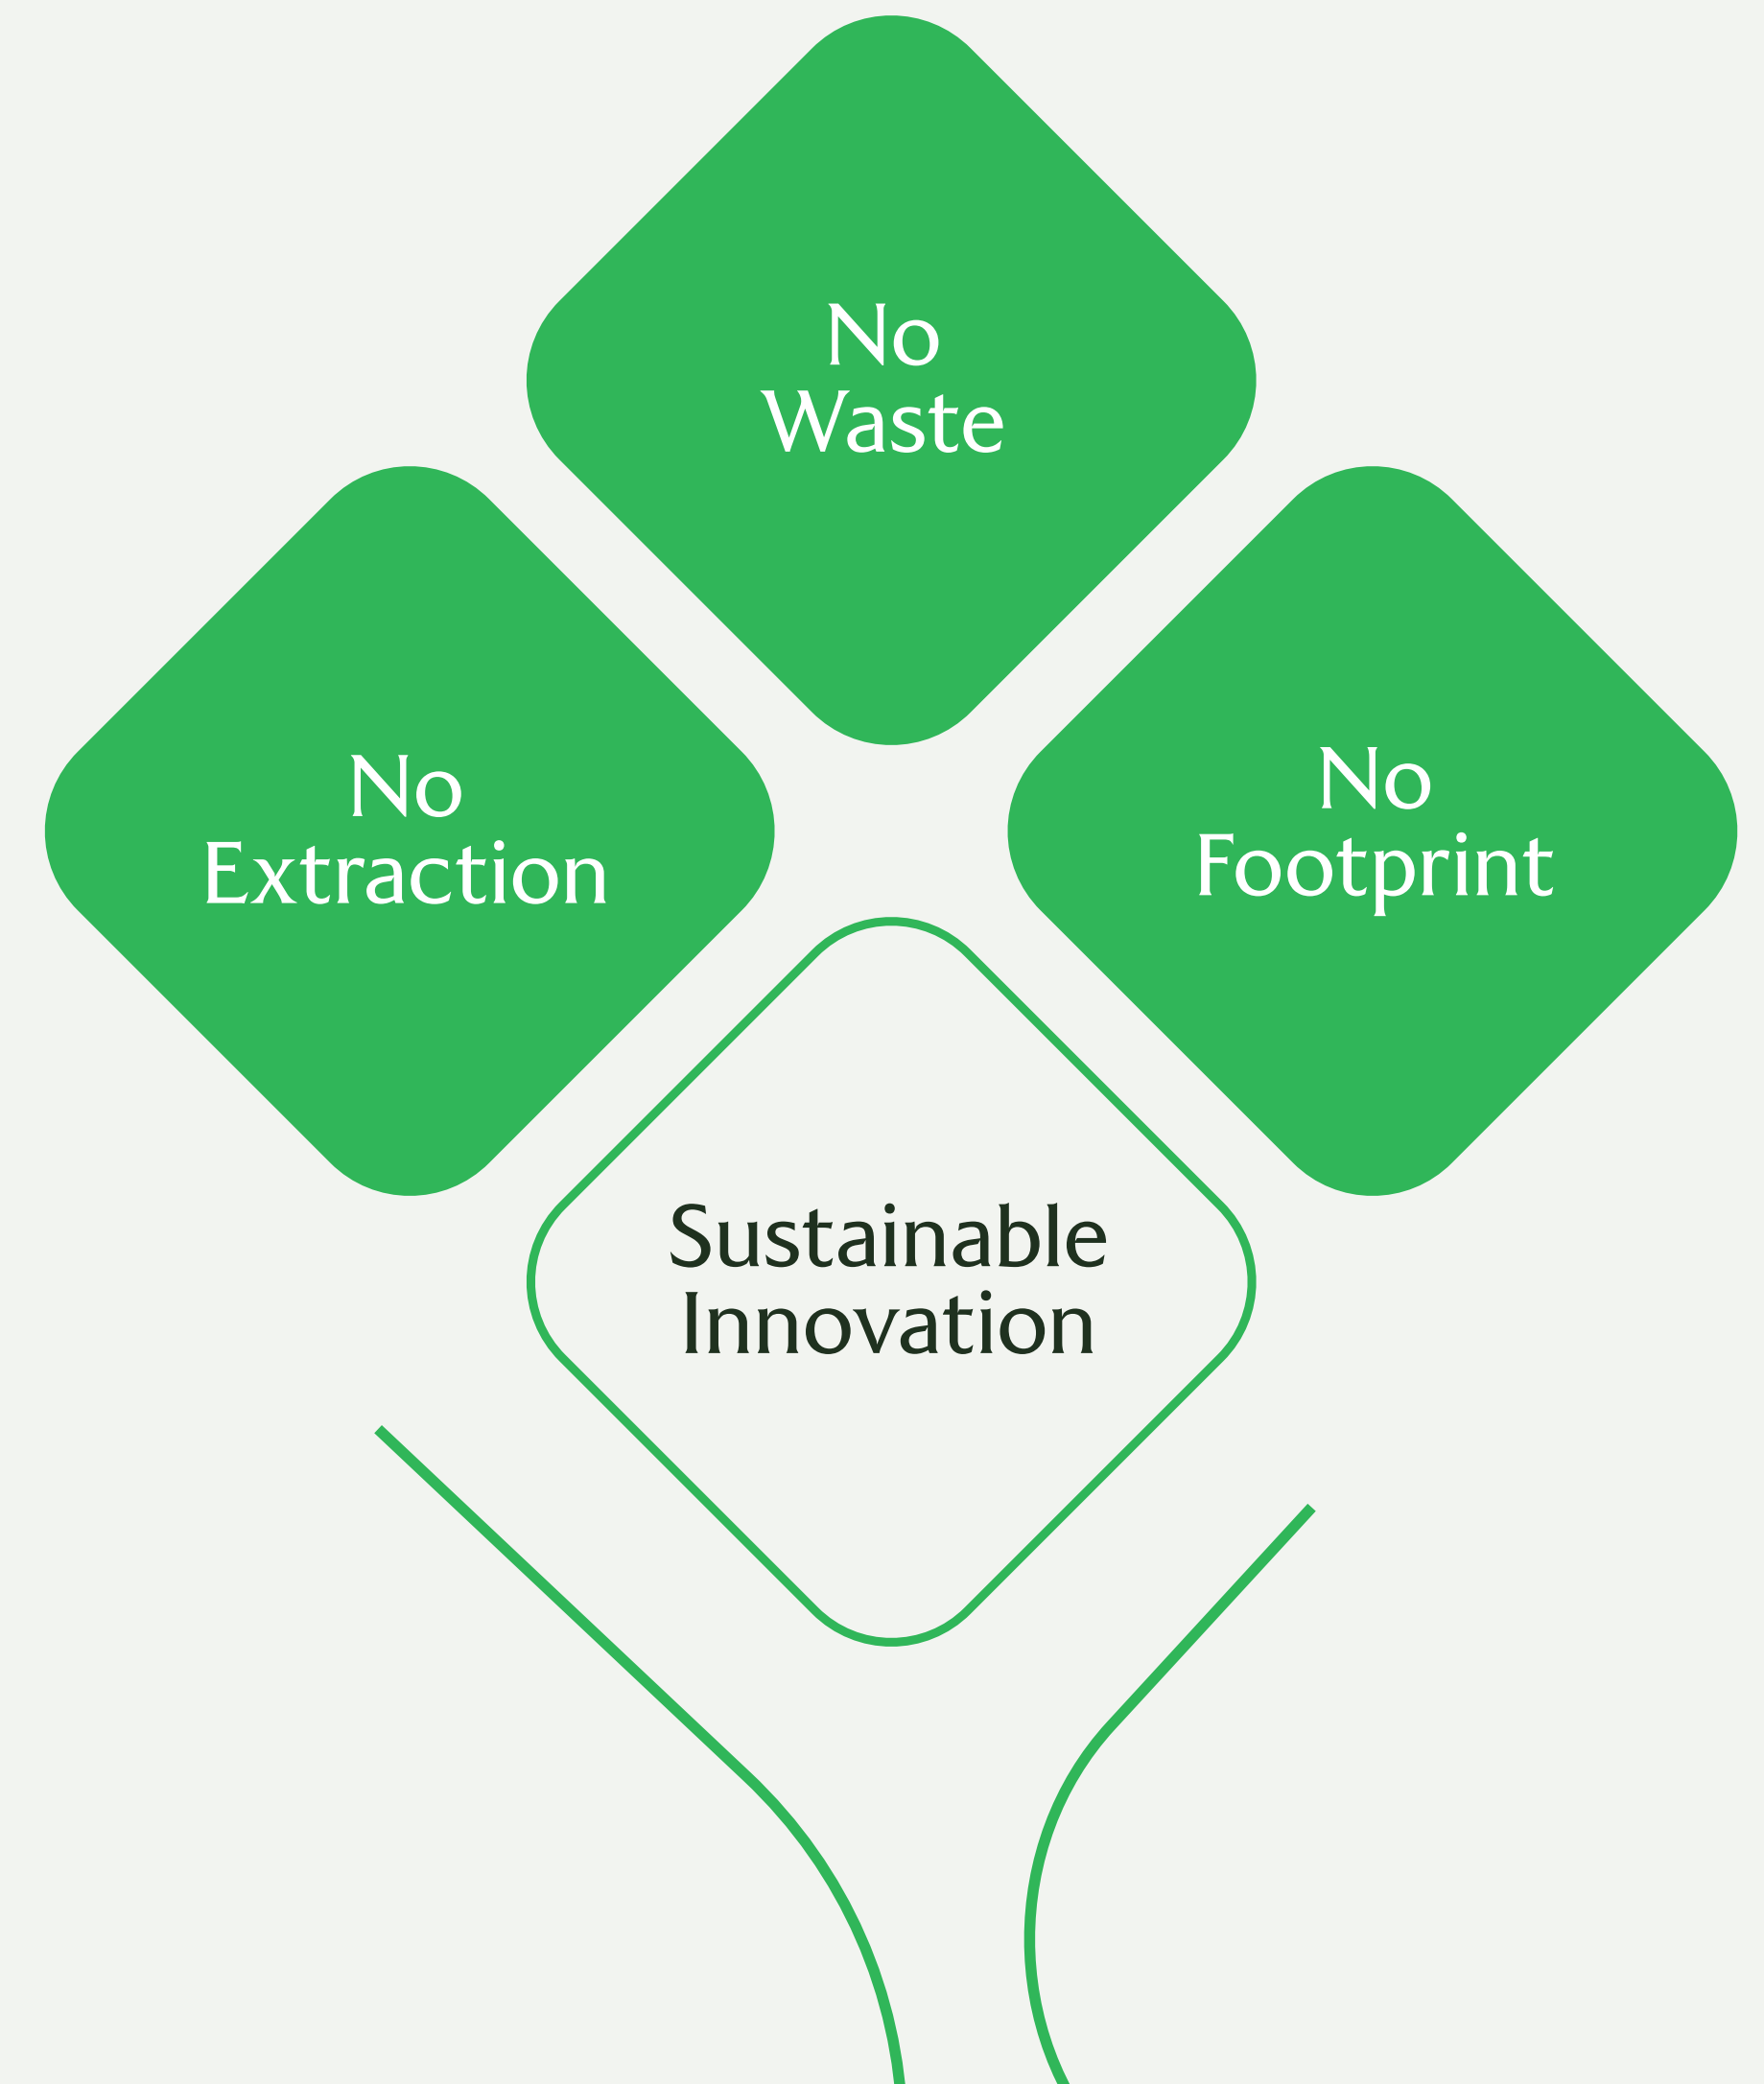 No
Waste
No
Extraction
No
Footprint
Sustainable
Innovation